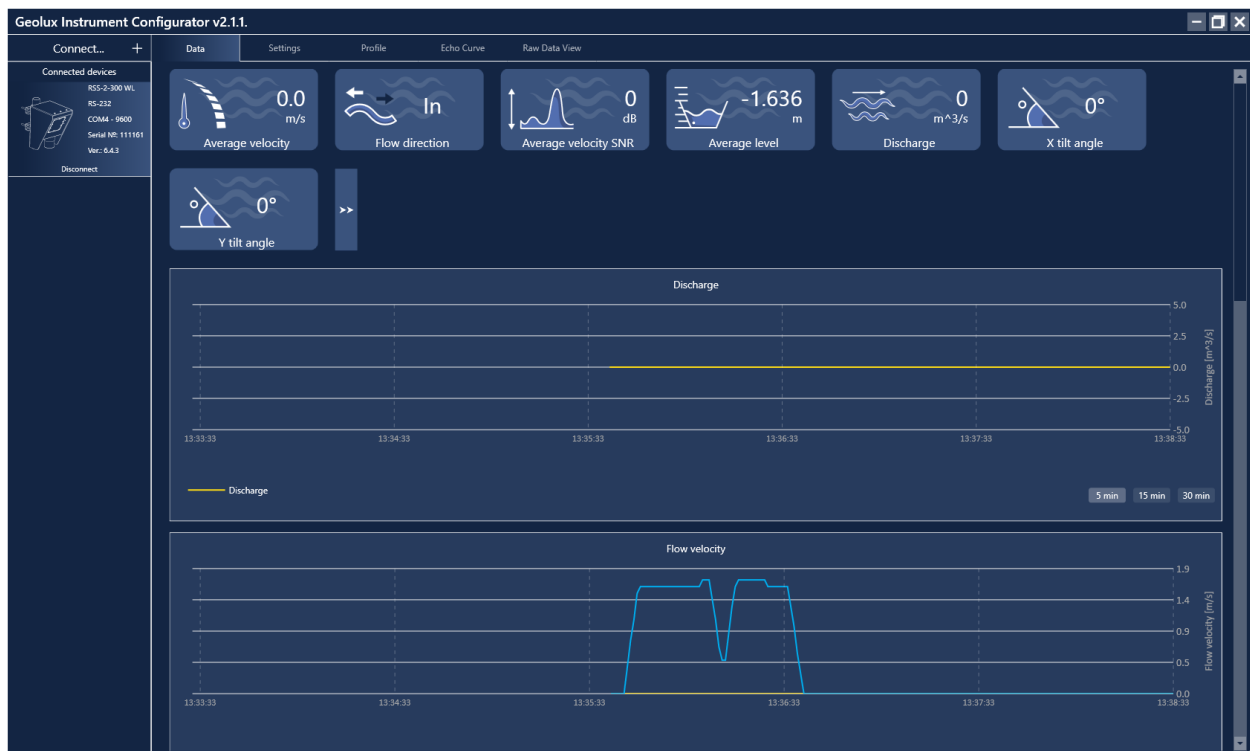 Geolux Instrument Configurator v2.1.1.
Connect... +
Data Settings Profile Echo Curve Raw Data View
Connected devices
RSS-2-300 WL
RS-232
COM4 - 9600
Serial Nº: 111161
Ver.: 6.4.3
Disconnect
0.0
m/s
Average velocity
In
Flow direction
0
dB
Average velocity SNR
-1.636
m
Average level
0
m^3/s
Discharge
0°
X tilt angle
0°
Y tilt angle
Discharge
5.0
2.5
0.0
-2.5
-5.0
Discharge [m^3/s]
13:33:33 13:34:33 13:35:33 13:36:33 13:37:33 13:38:33
Discharge
5 min 15 min 30 min
Flow velocity
1.9
1.4
0.9
0.5
0.0
Flow velocity [m/s]
13:33:33 13:34:33 13:35:33 13:36:33 13:37:33 13:38:33